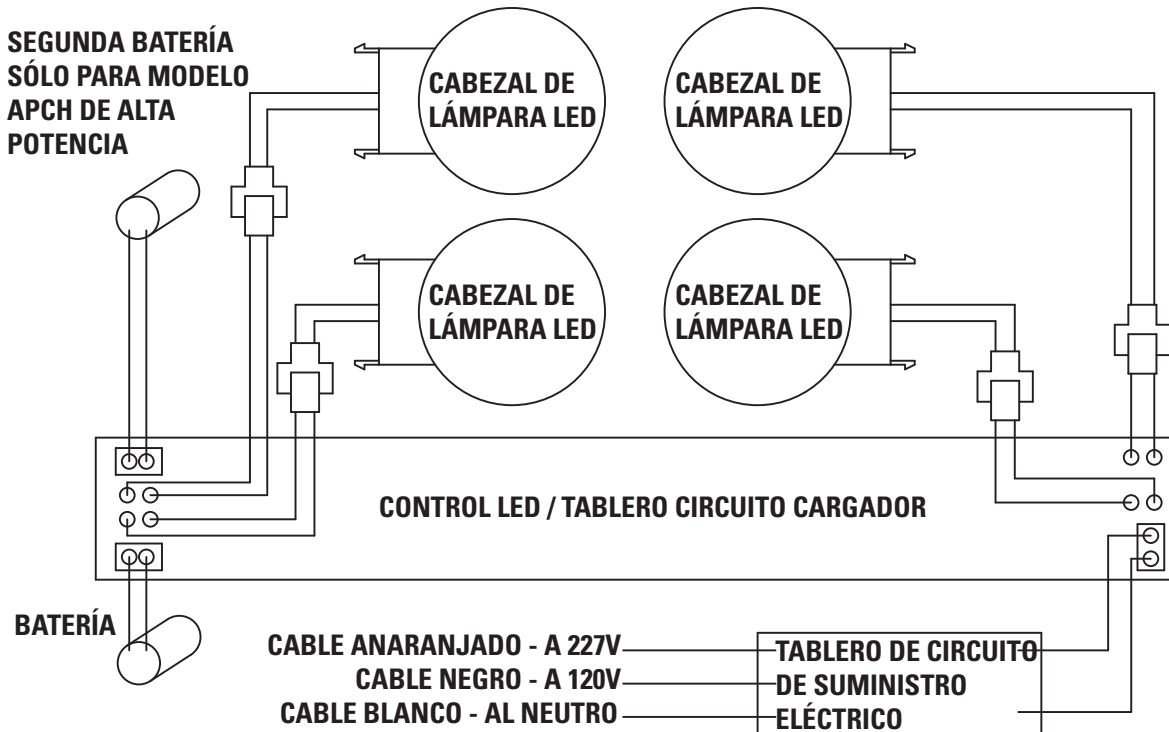 SEGUNDA BATERÍA
SÓLO PARA MODELO
APCH DE ALTA
POTENCIA
CABEZAL DE
LÁMPARA LED
CABEZAL DE
LÁMPARA LED
CABEZAL DE
LÁMPARA LED
CABEZAL DE
LÁMPARA LED
CONTROL LED / TABLERO CIRCUITO CARGADOR
BATERÍA
CABLE ANARANJADO - A 227V
CABLE NEGRO - A 120V
CABLE BLANCO - AL NEUTRO
TABLERO DE CIRCUITO
DE SUMINISTRO
ELÉCTRICO